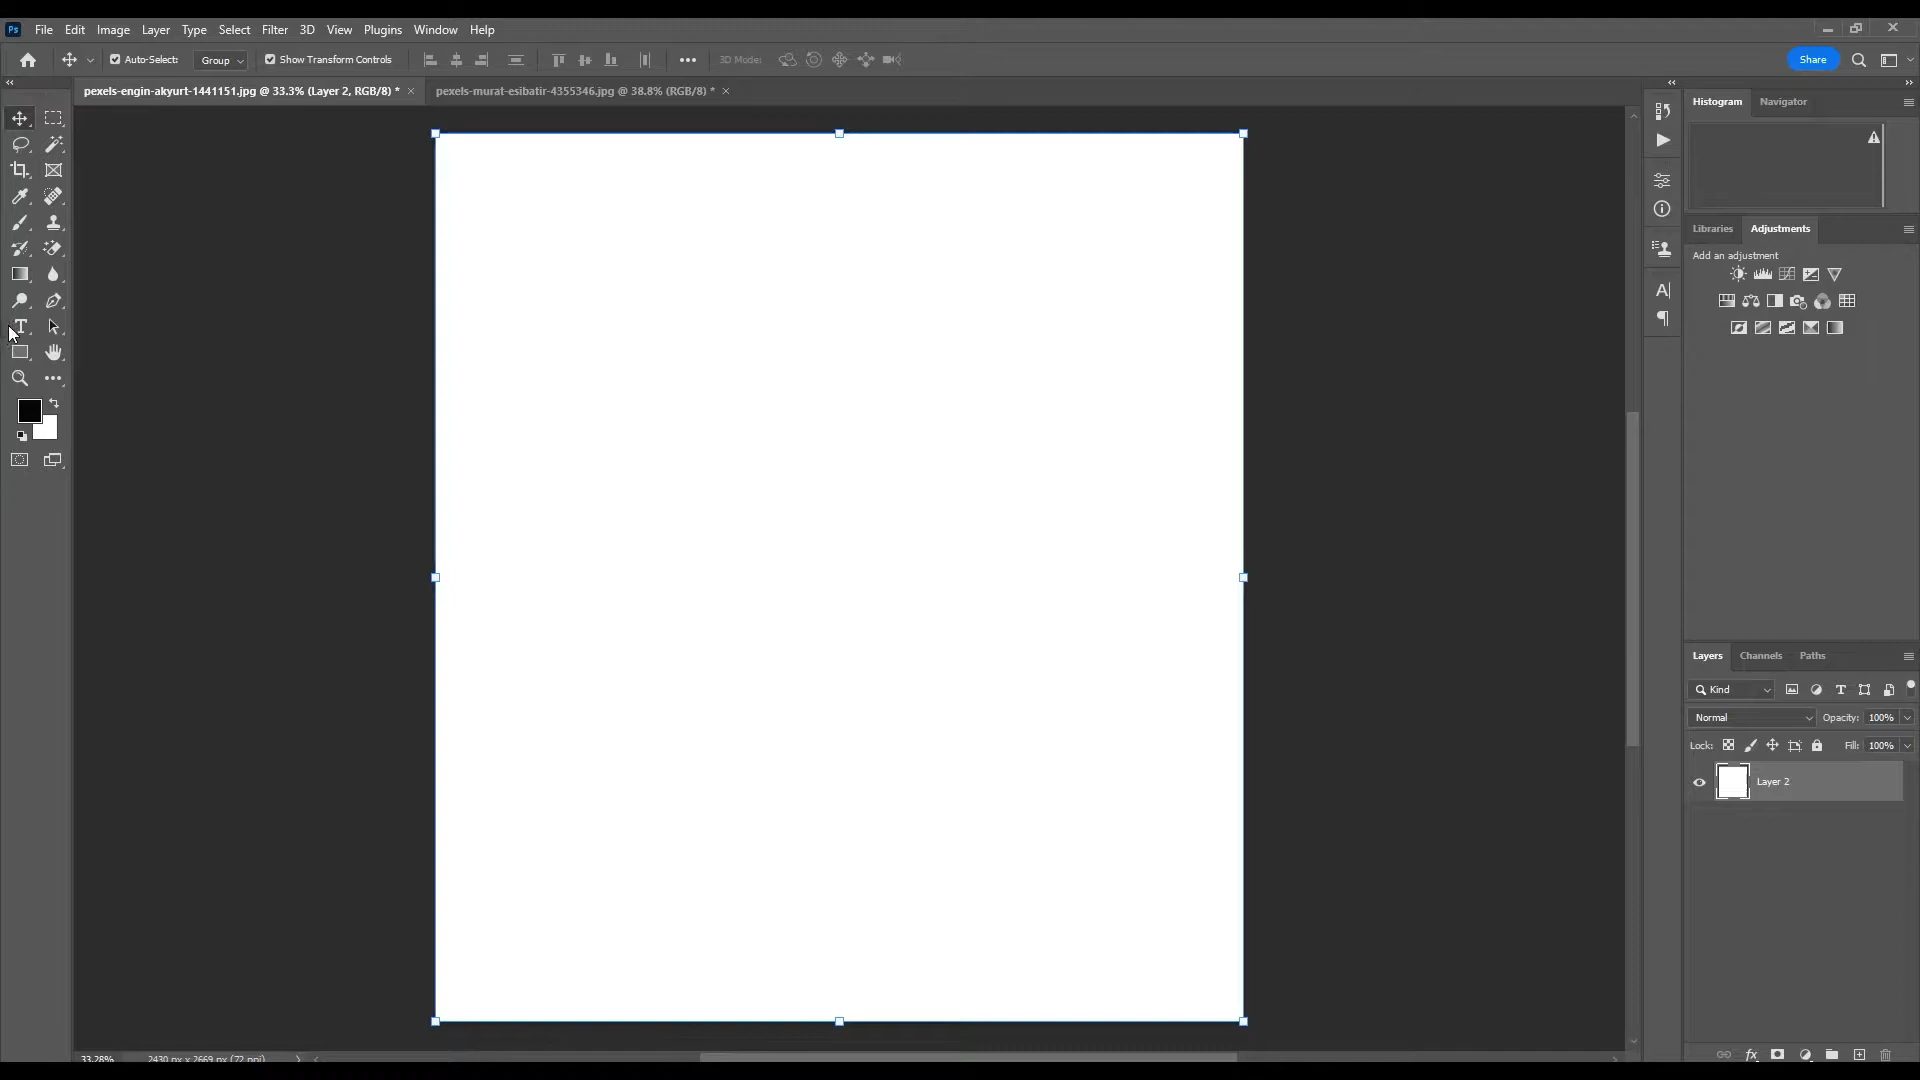 Ps File Edit Image Layer Type Select Filter 3D View Plugins Window Help
Auto-Select: Group Show Transform Controls 3D Mode: Share
pexels-engin-akyurt-1441151.jpg @ 33.3% (Layer 2, RGB/8) * pexels-murat-esibatir-4355346.jpg @ 38.8% (RGB/8) *
Histogram Navigator
Libraries Adjustments
Add an adjustment
Layers Channels Paths
Kind
Normal Opacity: 100%
Lock: Fill: 100%
Layer 2
33.28% 2430 px x 2669 px (72 ppi)